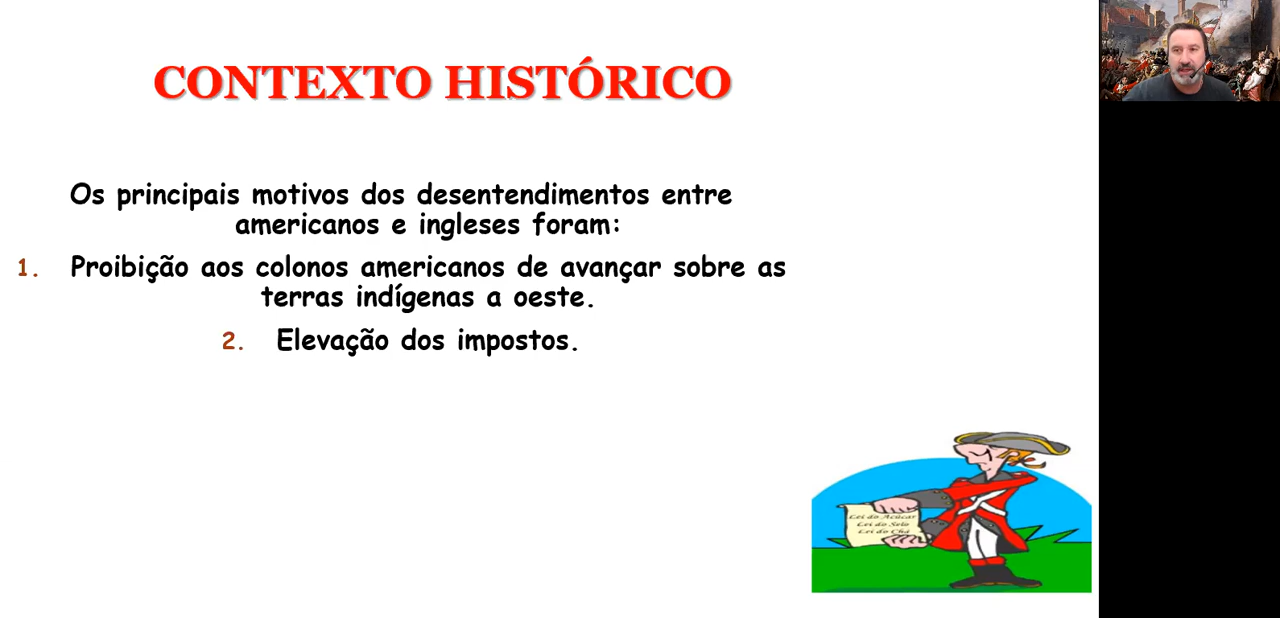 CONTEXTO HISTÓRICO
Os principais motivos dos desentendimentos entre
americanos e ingleses foram:
1. Proibição aos colonos americanos de avançar sobre as
terras indígenas a oeste.
2. Elevação dos impostos.
Lei do Açúcar
Lei do Selo
Lei do Chá